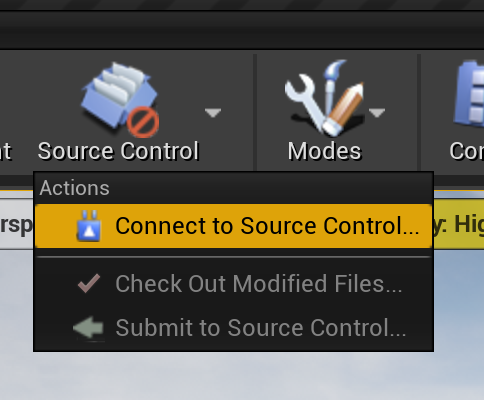 Source Control
Modes
Actions
Connect to Source Control...
Check Out Modified Files...
Submit to Source Control...